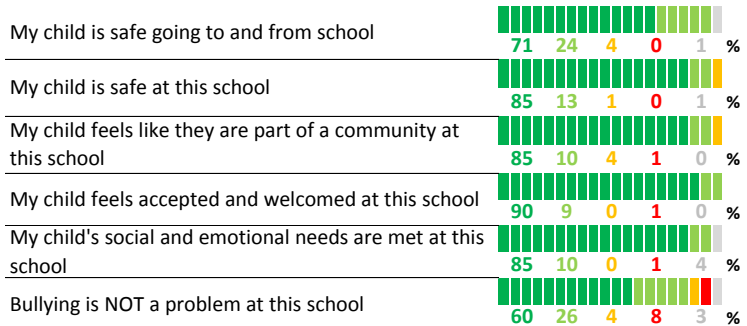 My child is safe going to and from school
71 24 4 0 1 %
My child is safe at this school
85 13 1 0 1 %
My child feels like they are part of a community at
this school
85 10 4 1 0 %
My child feels accepted and welcomed at this school
90 9 0 1 0 %
My child's social and emotional needs are met at this
school
85 10 0 1 4 %
Bullying is NOT a problem at this school
60 26 4 8 3 %